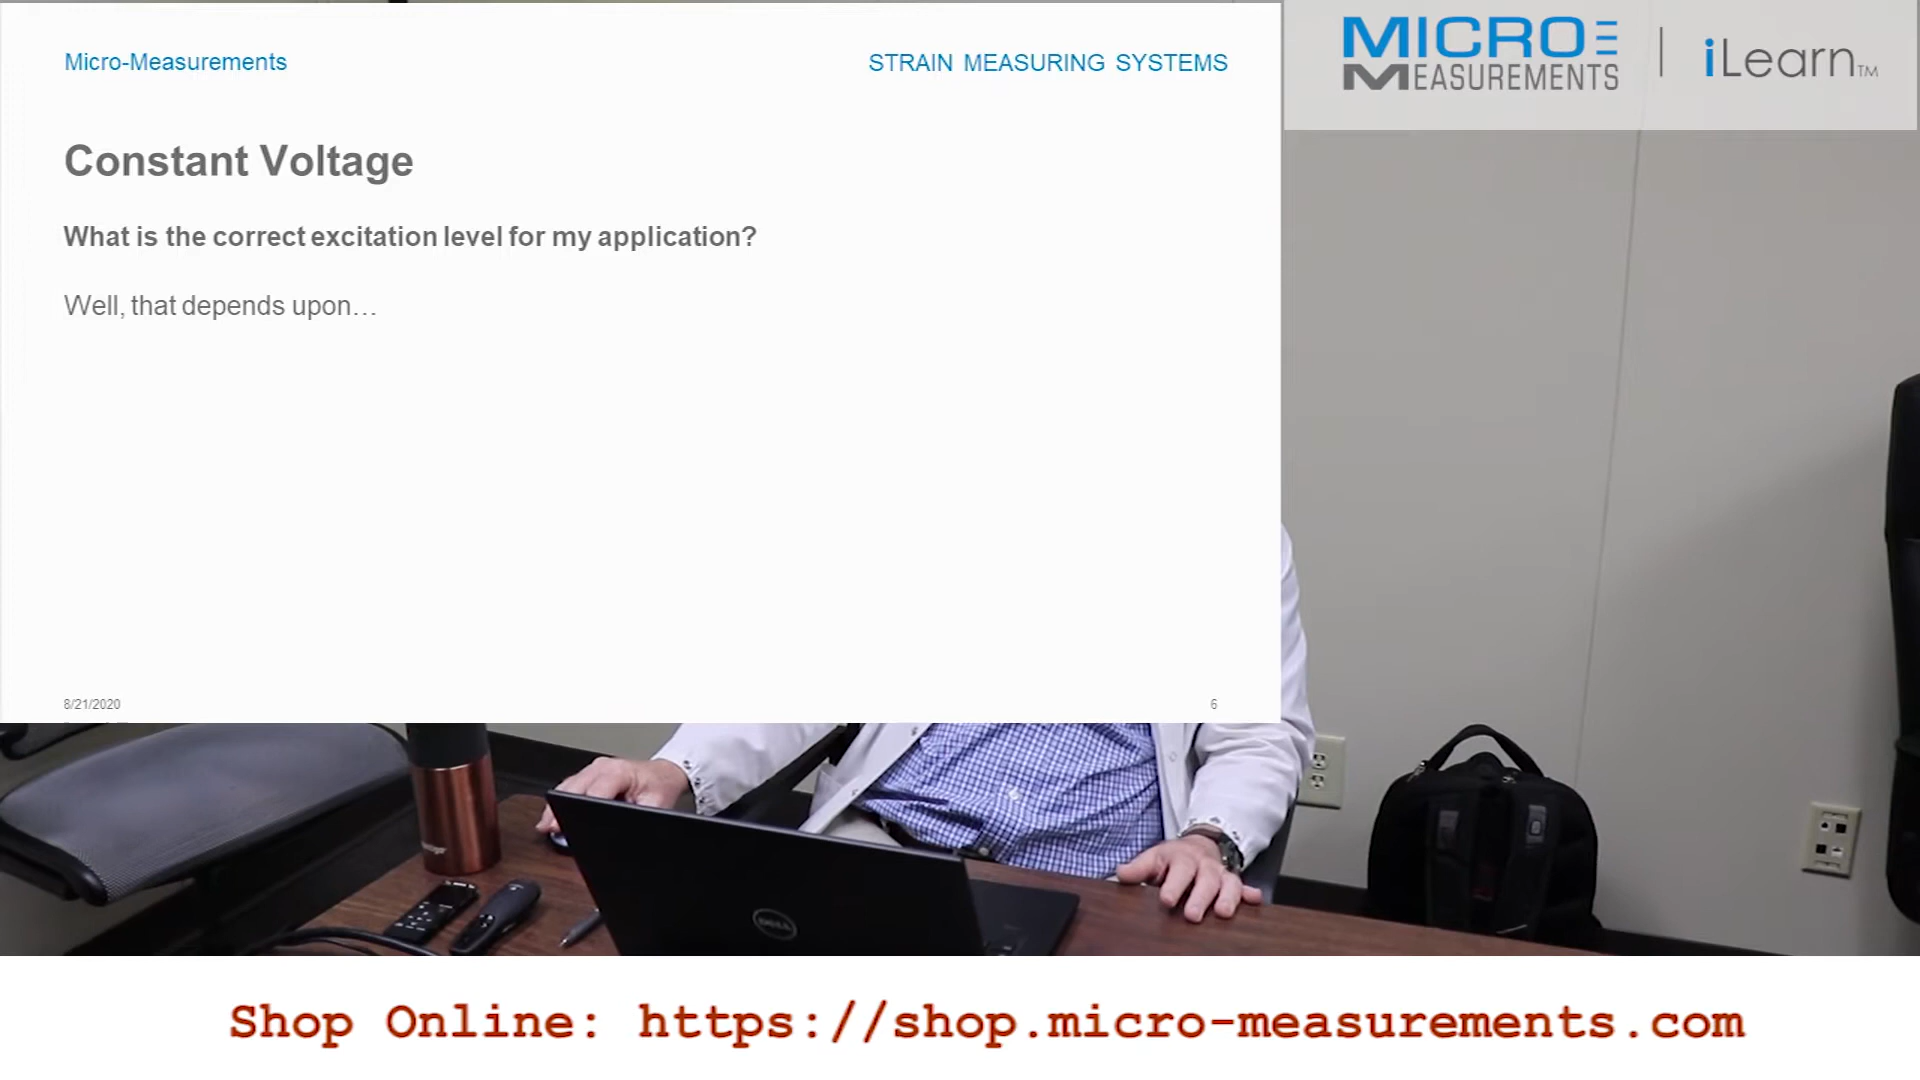 Micro-Measurements
STRAIN MEASURING SYSTEMS
MICRO
MEASUREMENTS
iLearn™
Constant Voltage
What is the correct excitation level for my application?
Well, that depends upon…
8/21/2020
6
DELL
Shop Online: https://shop.micro-measurements.com